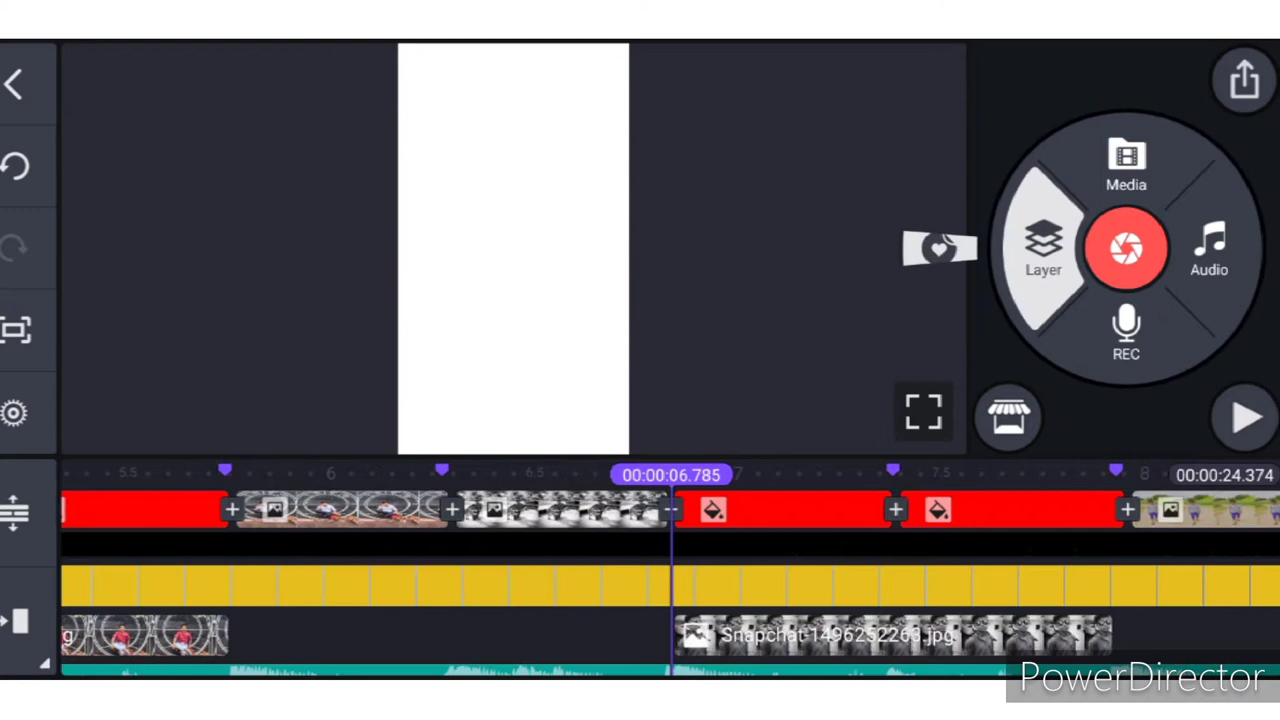 Media
Layer
Audio
REC
5.5
6
6.5
00:00:06.785
7
7.5
8
00:00:24.374
g
Snapchat-1496252263.jpg
PowerDirector